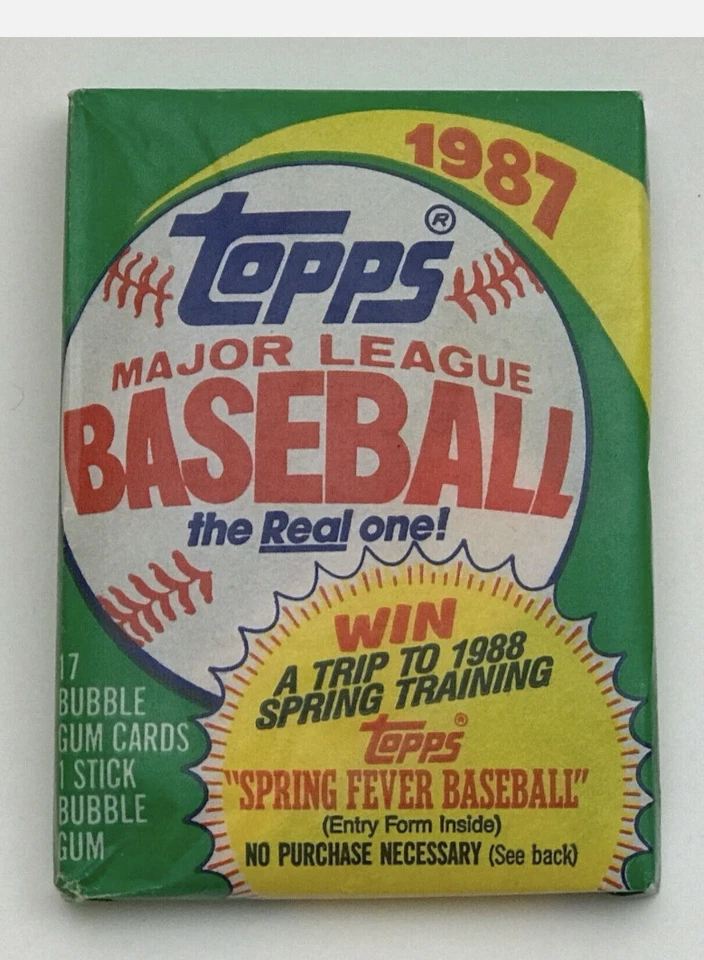 1987
Topps®
MAJOR LEAGUE
BASEBALL
the Real one!
17
BUBBLE
GUM CARDS
1 STICK
BUBBLE
GUM
WIN
A TRIP TO 1988
SPRING TRAINING
Topps®
"SPRING FEVER BASEBALL"
(Entry Form Inside)
NO PURCHASE NECESSARY (See back)